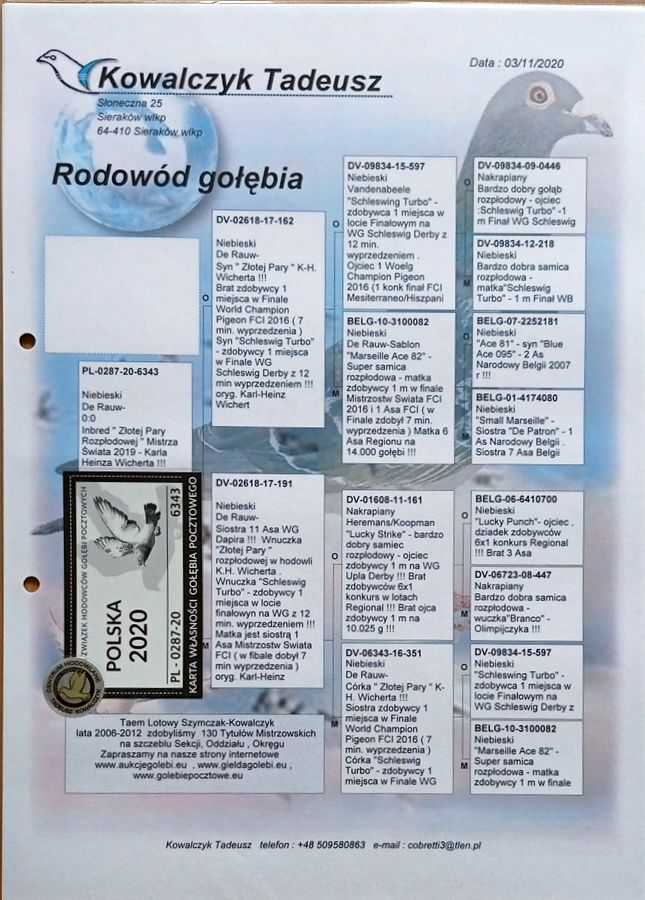 Kowalczyk Tadeusz
Data : 03/11/2020
Słoneczna 25
Sieraków wlkp
64-410 Sieraków wlkp
Rodowód gołębia
PL-0287-20-6343
Niebieski
De Rauw-
0:0
Inbred " Złotej Pary
Rozpłodowej " Mistrza
Świata 2019 - Karla
Heinza Wicherta !!!
DV-02618-17-162
Niebieski
De Rauw-
Syn " Złotej Pary " K-H.
Wicherta !!!
Brat zdobywcy 1
miejsca w Finale
World Champion
Pigeon FCI 2016 ( 7
min. wyprzedzenia )
Syn "Schleswig Turbo"
- zdobywcy 1 miejsca
w Finale WG
Schleswig Derby z 12
min wyprzedzeniem !!!
oryg. Karl-Heinz
Wichert
DV-02618-17-191
Niebieski
De Rauw-
Siostra 11 Asa WG
Dapira !!! Wnuczka
"Złotej Pary "
rozpłodowej w hodowli
K.H. Wicherta .
Wnuczka "Schleswig
Turbo" - zdobywcy 1
miejsca w locie
finałowyn na WG z 12
min. wyprzedzeniem !!!
Matka jest siostrą 1
Asa Mistrzostw Świata
FCI ( w fibale dobył 7
min wyprzedzenia )
oryg. Karl-Heinz
O
M
DV-09834-15-597
Niebieski
Vandenabeele
"Schleswing Turbo" -
zdobywca 1 miejsca w
locie Finałowym na
WG Schleswig Derby z
12 min.
wyprzedzeniem .
Ojciec 1 Woelg
Champion Pigeon
2016 (1 konk finał FCI
Mesiterraneo/Hiszpani
BELG-10-3100082
Niebieski
De Rauw-Sablon
"Marseille Ace 82" -
Super samica
rozpłodowa - matka
zdobywcy 1 m w finale
Mistrzostw Świata FCI
2016 i 1 Asa FCI ( w
Finale zdobył 7 min.
wyprzedzenia ) Matka 6
Asa Regionu na
14.000 gołębi !!!
DV-01608-11-161
Nakrapiany
Heremans/Koopman
"Lucky Strike" - bardzo
dobry samiec
rozpłodowy - ojciec
zdobywcy 1 m na WG
Upla Derby !!! Brat
zdobywców 6x1
konkurs w lotach
Regional !!! Brat ojca
zdobywcy 1 m na
10.025 g !!!
DV-06343-16-351
Niebieski
De Rauw-
Córka " Złotej Pary " K-
H. Wicherta !!!
Siostra zdobywcy 1
miejsca w Finale
World Champion
Pigeon FCI 2016 ( 7
min. wyprzedzenia )
Córka "Schleswig
Turbo" - zdobywcy 1
miejsca w Finale WG
O
M
O
M
DV-09834-09-0446
Nakrapiany
Bardzo dobry gołąb
rozpłodowy - ojciec
:Schleswig Turbo" -1
m Finał WG Schleswig
DV-09834-12-218
Niebieski
Bardzo dobra samica
rozpłodowa -
matka"Schleswig
Turbo" - 1 m Finał WB
BELG-07-2252181
Niebieski
"Ace 81" - syn "Blue
Ace 095" - 2 As
Narodowy Belgii 2007
r !!!
BELG-01-4174080
Niebieski
"Small Marseille" -
Siostra "De Patron" - 1
As Narodowy Belgii .
Siostra 7 Asa Belgii
BELG-06-6410700
Niebieski
"Lucky Punch"- ojciec ,
dziadek zdobywców
6x1 konkurs Regional
!!! Brat 3 Asa
DV-06723-08-447
Nakrapiany
Bardzo dobra samica
rozpłodowa -
wuczka"Branco" -
Olimpijczyka !!!
DV-09834-15-597
Niebieski
"Schleswing Turbo" -
zdobywca 1 miejsca w
locie Finałowym na
WG Schleswig Derby z
BELG-10-3100082
Niebieski
"Marseille Ace 82" -
Super samica
rozpłodowa - matka
zdobywcy 1 m w finale
O
M
O
M
O
M
O
M
ZWIĄZEK HODOWCÓW GOŁĘBI POCZTOWYCH
POLSKA
2020
PL - 0287-20
6343
KARTA WŁASNOŚCI GOŁĘBIA POCZTOWEGO
CENTRUM HODOWLANE
TADEUSZ KOWALCZYK
Taem Lotowy Szymczak-Kowalczyk
lata 2006-2012 zdobyliśmy 130 Tytułów Mistrzowskich
na szczeblu Sekcji, Oddziału , Okręgu
Zapraszamy na nasze strony internetowe
www.aukcjegolebi.eu , www.gieldagolebi.eu ,
www.golebiepocztowe.eu
Kowalczyk Tadeusz telefon : +48 509580863 e-mail : cobretti3@tlen.pl